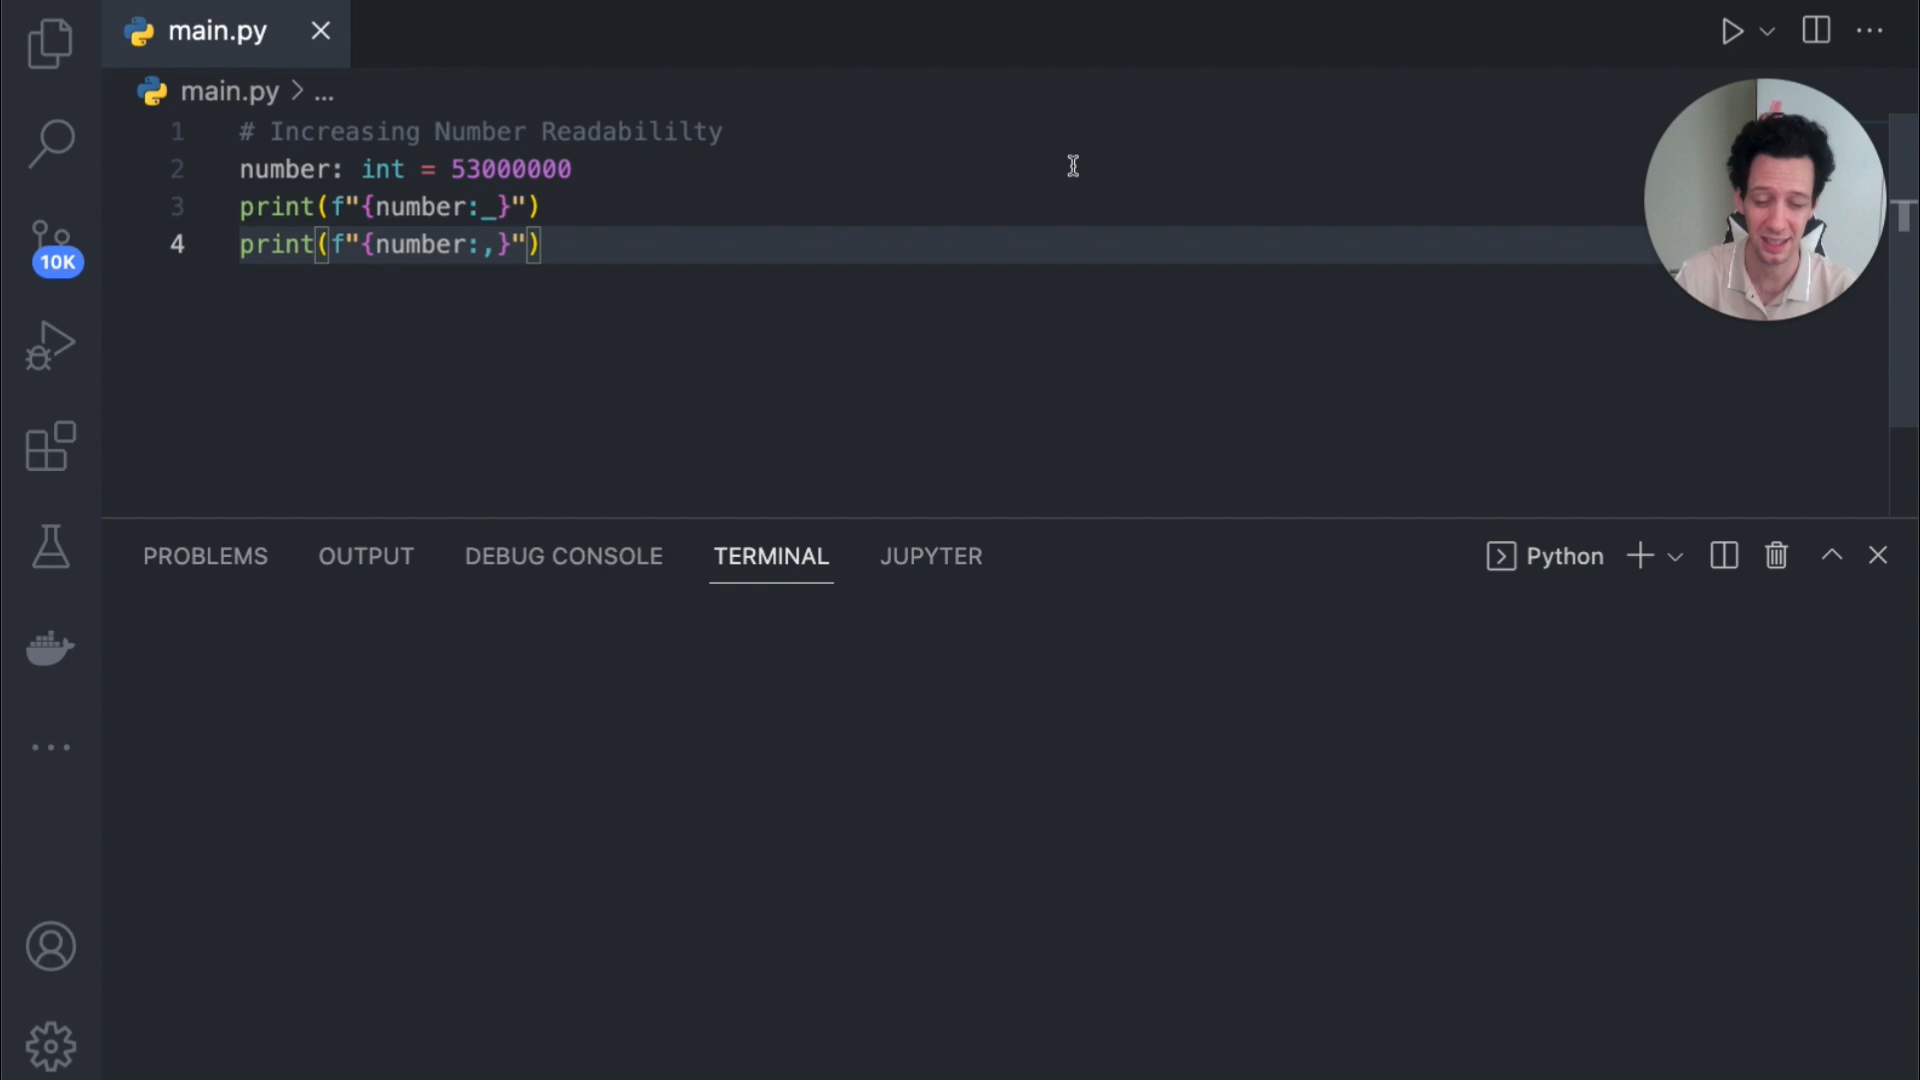 main.py
main.py > ...
1 # Increasing Number Readabililty
2 number: int = 53000000
3 print(f"{number:_}")
4 print(f"{number:,}")
10K
PROBLEMS OUTPUT DEBUG CONSOLE TERMINAL JUPYTER Python